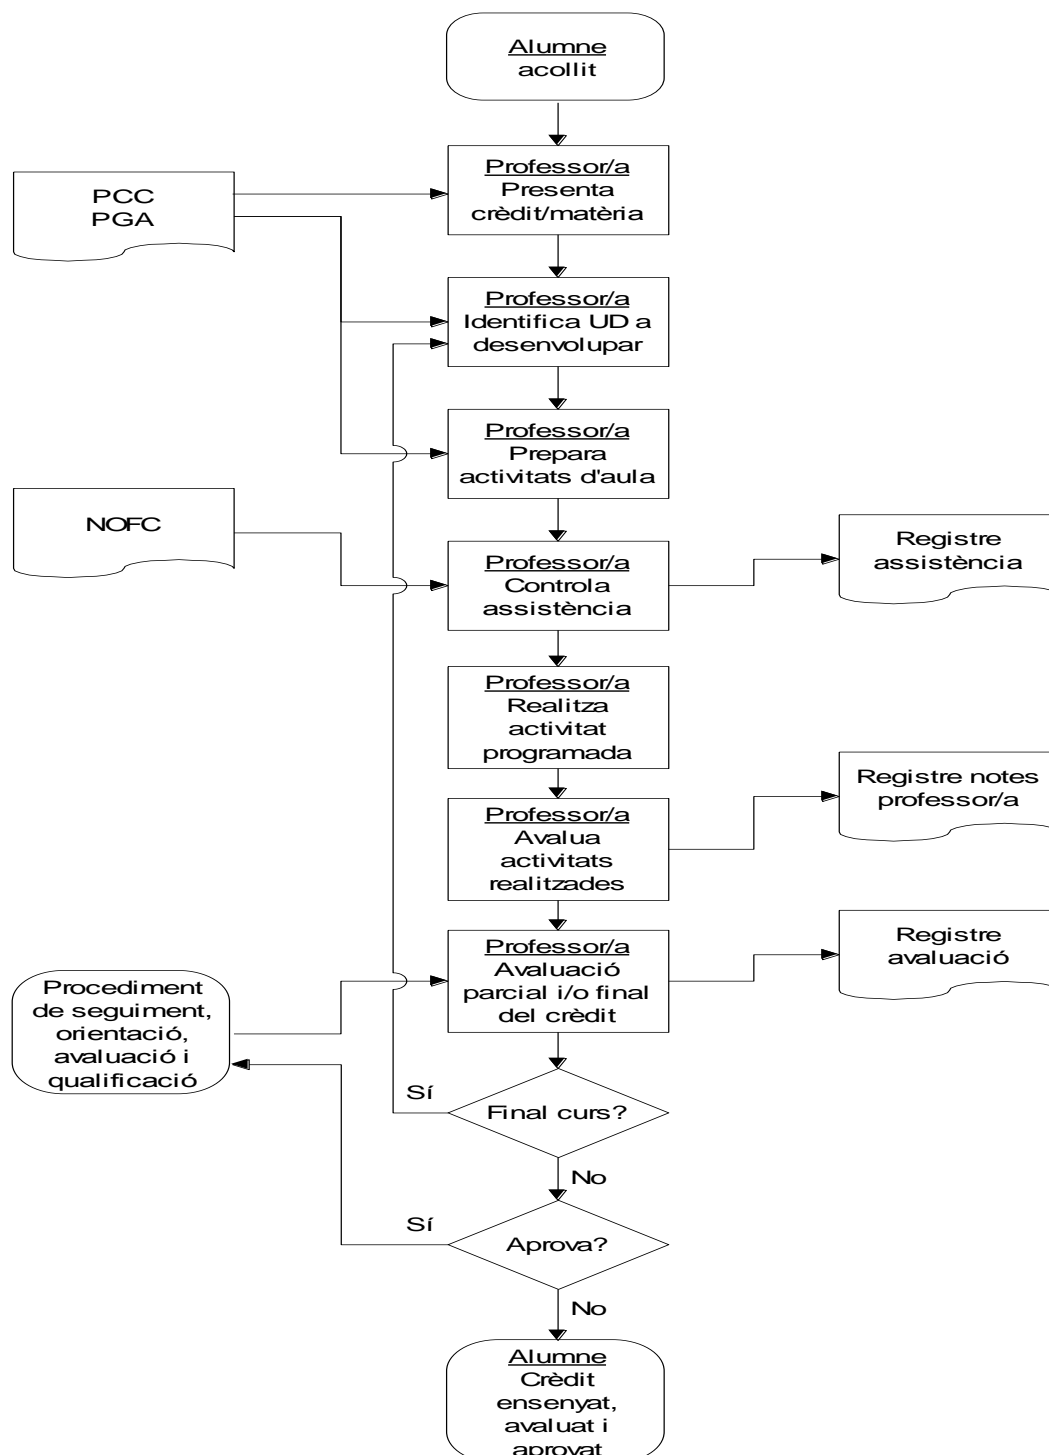 Alumne
acollit
Professor/a
Presenta
crèdit/matèria
PCC
PGA
Professor/a
Identifica UD a
desenvolupar
Professor/a
Prepara
activitats d'aula
NOFC
Professor/a
Controla
assistència
Registre
assistència
Professor/a
Realitza
activitat
programada
Professor/a
Avalua
activitats
realitzades
Registre notes
professor/a
Professor/a
Avaluació
parcial i/o final
del crèdit
Registre
avaluació
Procediment
de seguiment,
orientació,
avaluació i
qualificació
Sí
Final curs?
No
Sí
Aprova?
No
Alumne
Crèdit
ensenyat,
avaluat i
aprovat